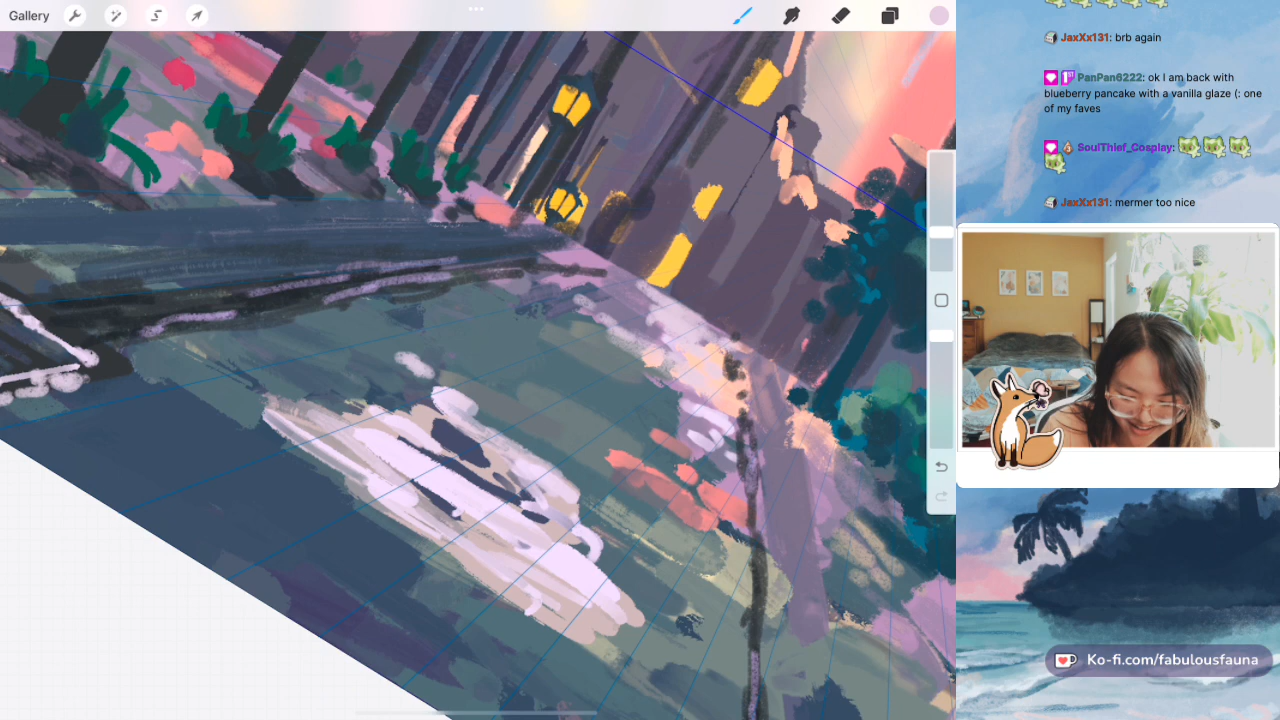 Gallery
JaxXx131: brb again
1ST PanPan6222: ok I am back with
blueberry pancake with a vanilla glaze (: one
of my faves
SoulThief_Cosplay:
JaxXx131: mermer too nice
Ko-fi.com/fabulousfauna